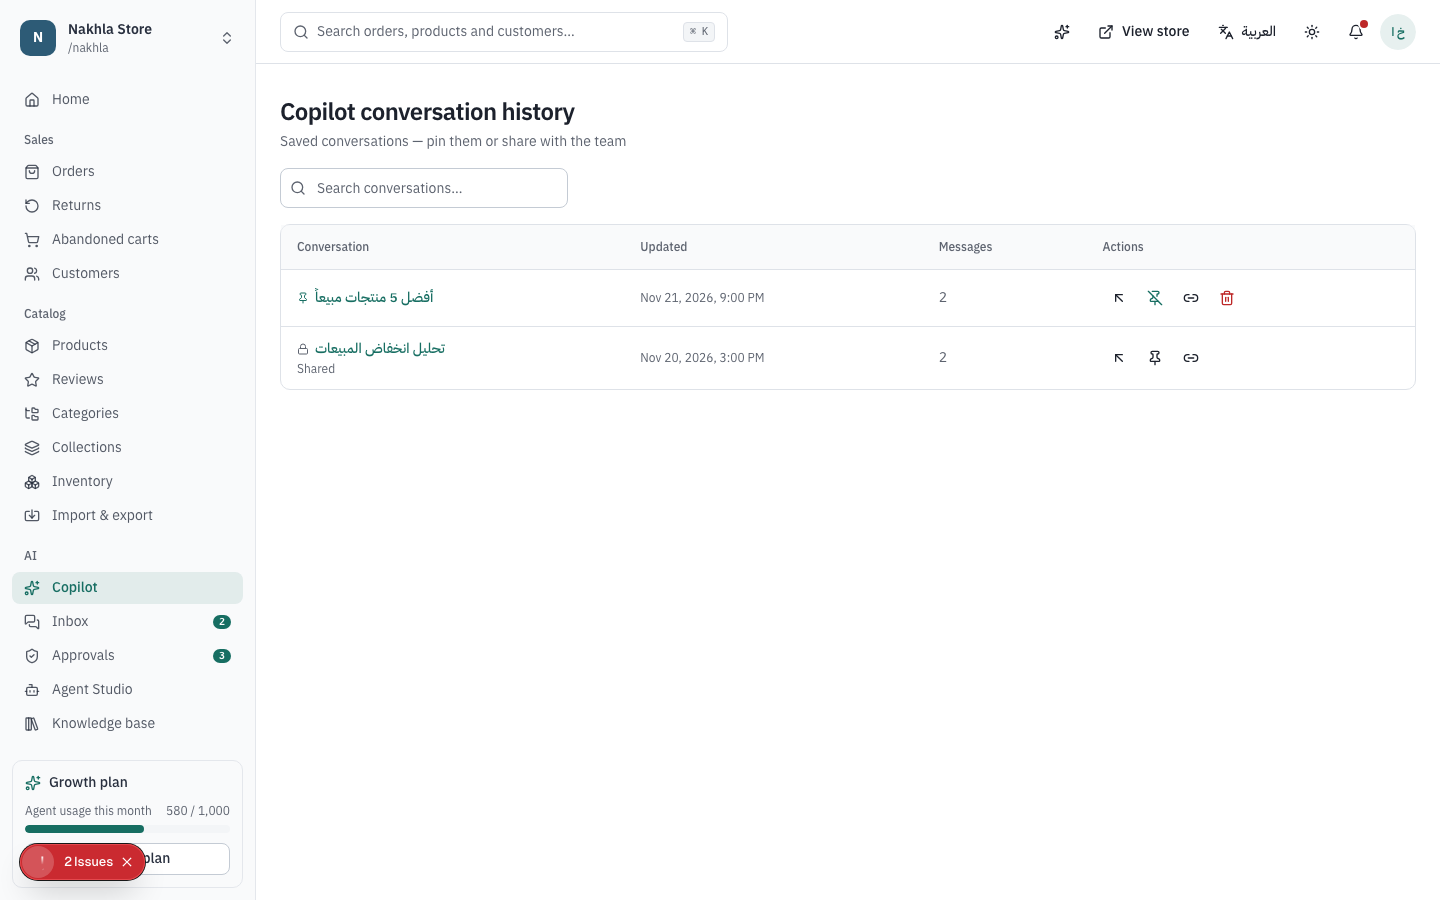 N
Nakhla Store
/nakhla
Search orders, products and customers...
⌘ K
View store
العربية
خ ا
Home
Sales
Orders
Returns
Abandoned carts
Customers
Catalog
Products
Reviews
Categories
Collections
Inventory
Import & export
AI
Copilot
Inbox
2
Approvals
3
Agent Studio
Knowledge base
Growth plan
Agent usage this month
580 / 1,000
plan
2 Issues
Copilot conversation history
Saved conversations — pin them or share with the team
Search conversations...
Conversation Updated Messages Actions
أفضل 5 منتجات مبيعاً Nov 21, 2026, 9:00 PM 2
تحليل انخفاض المبيعات Nov 20, 2026, 3:00 PM 2
Shared